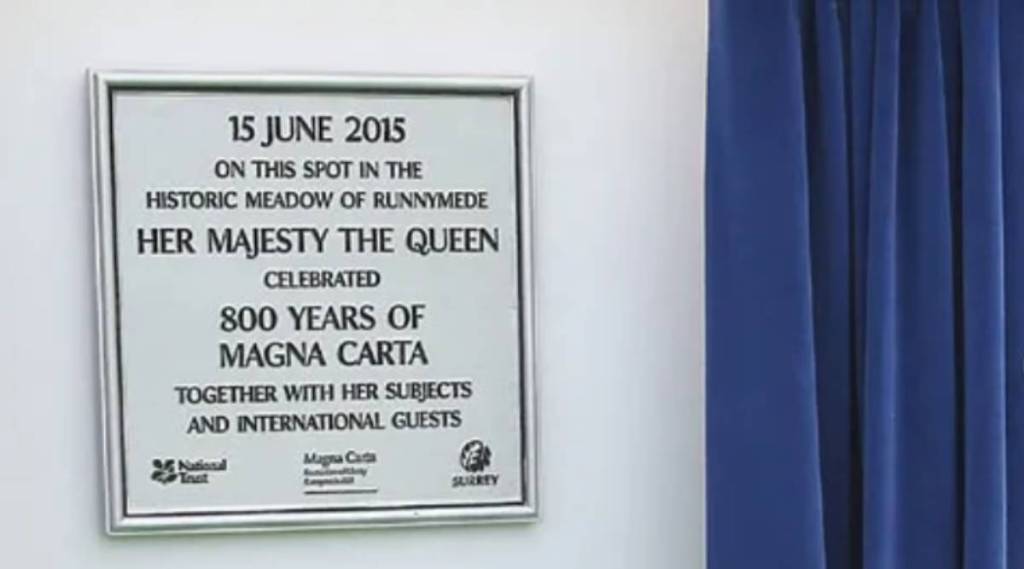 15 JUNE 2015
ON THIS SPOT IN THE
HISTORIC MEADOW OF RUNNYMEDE
HER MAJESTY THE QUEEN
CELEBRATED
800 YEARS OF
MAGNA CARTA
TOGETHER WITH HER SUBJECTS
AND INTERNATIONAL GUESTS
National
Trust
Magna Carta
SURREY